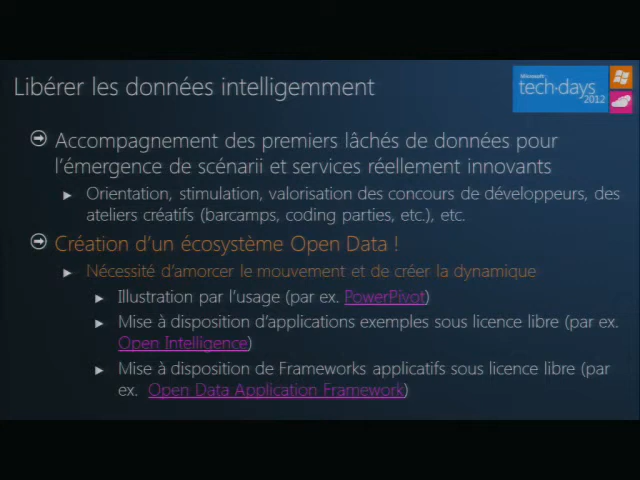 Libérer les données intelligemment
Microsoft
tech·days
2012
Accompagnement des premiers lâchés de données pour
l'émergence de scénarii et services réellement innovants
Orientation, stimulation, valorisation des concours de développeurs, des
ateliers créatifs (barcamps, coding parties, etc.), etc.
Création d'un écosystème Open Data !
Nécessité d'amorcer le mouvement et de créer la dynamique
Illustration par l'usage (par ex. PowerPivot)
Mise à disposition d'applications exemples sous licence libre (par ex.
Open Intelligence)
Mise à disposition de Frameworks applicatifs sous licence libre (par
ex. Open Data Application Framework)